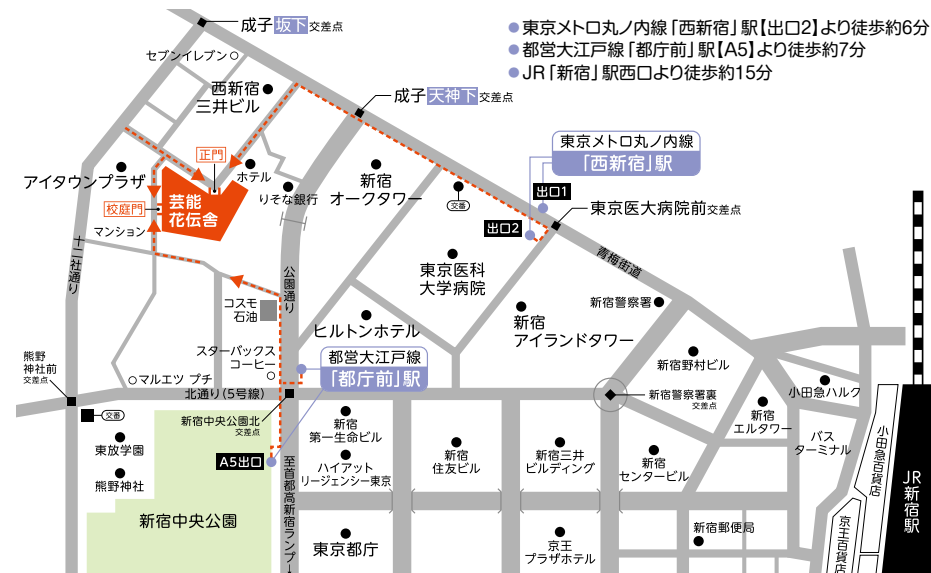 成子坂下交差点
● 東京メトロ丸ノ内線「西新宿」駅【出口2】より徒歩約6分
● 都営大江戸線「都庁前」駅【A5】より徒歩約7分
● JR「新宿」駅西口より徒歩約15分
セブンイレブン
西新宿
三井ビル
成子天神下交差点
東京メトロ丸ノ内線
「西新宿」駅
正門
ホテル
アイタウンプラザ
新宿
オークタワー
りそな銀行
交番
出口1
芸能
花伝舎
校庭門
マンション
出口2
東京医大病院前交差点
十二社通り
公園通り
東京医科
大学病院
青梅街道
コスモ
石油
新宿
アイランドタワー
新宿警察署
ヒルトンホテル
スターバックス
コーヒー
都営大江戸線
「都庁前」駅
新宿野村ビル
熊野
神社前
交差点
マルエツ プチ
北通り(5号線)
新宿警察署裏
交差点
小田急ハルク
交番
新宿中央公園北
交差点
新宿
第一生命ビル
新宿
エルタワー
東放学園
A5出口
ハイアット
リージェンシー東京
新宿
住友ビル
新宿三井
ビルディング
新宿
センタービル
バス
ターミナル
小田急百貨店
JR新宿駅
熊野神社
至首都高新宿ランプ→
新宿中央公園
東京都庁
京王
プラザホテル
新宿郵便局
京王百貨店